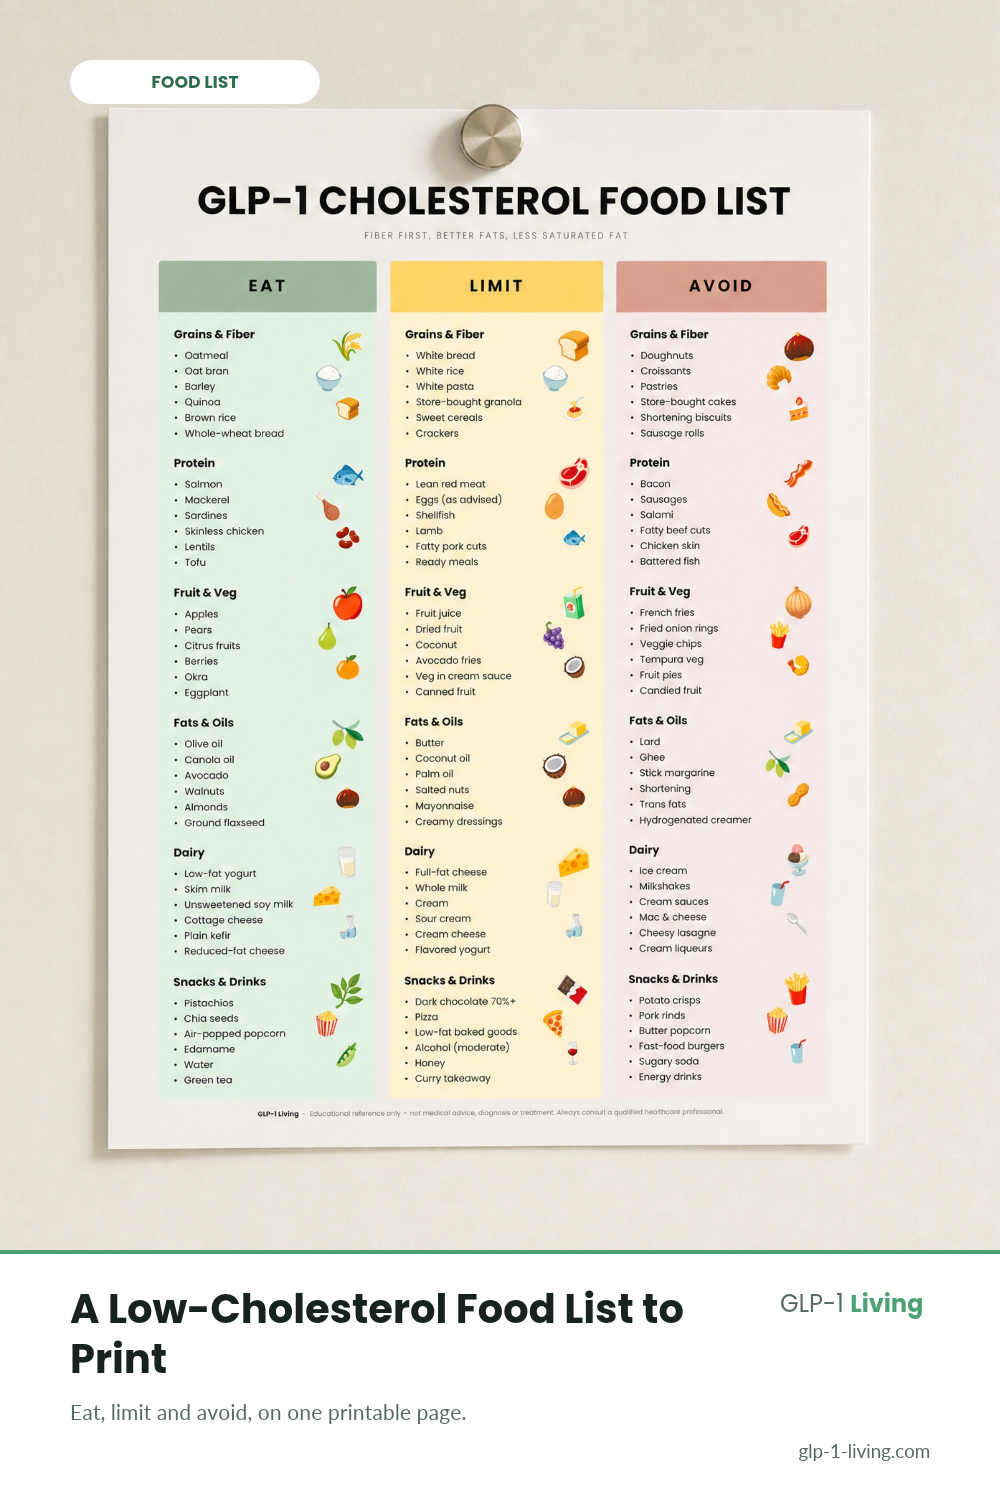 FOOD LIST
GLP-1 CHOLESTEROL FOOD LIST
FIBER FIRST, BETTER FATS, LESS SATURATED FAT
EAT
Grains & Fiber
• Oatmeal
• Oat bran
• Barley
• Quinoa
• Brown rice
• Whole-wheat bread
Protein
• Salmon
• Mackerel
• Sardines
• Skinless chicken
• Lentils
• Tofu
Fruit & Veg
• Apples
• Pears
• Citrus fruits
• Berries
• Okra
• Eggplant
Fats & Oils
• Olive oil
• Canola oil
• Avocado
• Walnuts
• Almonds
• Ground flaxseed
Dairy
• Low-fat yogurt
• Skim milk
• Unsweetened soy milk
• Cottage cheese
• Plain kefir
• Reduced-fat cheese
Snacks & Drinks
• Pistachios
• Chia seeds
• Air-popped popcorn
• Edamame
• Water
• Green tea
LIMIT
Grains & Fiber
• White bread
• White rice
• White pasta
• Store-bought granola
• Sweet cereals
• Crackers
Protein
• Lean red meat
• Eggs (as advised)
• Shellfish
• Lamb
• Fatty pork cuts
• Ready meals
Fruit & Veg
• Fruit juice
• Dried fruit
• Coconut
• Avocado fries
• Veg in cream sauce
• Canned fruit
Fats & Oils
• Butter
• Coconut oil
• Palm oil
• Salted nuts
• Mayonnaise
• Creamy dressings
Dairy
• Full-fat cheese
• Whole milk
• Cream
• Sour cream
• Cream cheese
• Flavored yogurt
Snacks & Drinks
• Dark chocolate 70%+
• Pizza
• Low-fat baked goods
• Alcohol (moderate)
• Honey
• Curry takeaway
AVOID
Grains & Fiber
• Doughnuts
• Croissants
• Pastries
• Store-bought cakes
• Shortening biscuits
• Sausage rolls
Protein
• Bacon
• Sausages
• Salami
• Fatty beef cuts
• Chicken skin
• Battered fish
Fruit & Veg
• French fries
• Fried onion rings
• Veggie chips
• Tempura veg
• Fruit pies
• Candied fruit
Fats & Oils
• Lard
• Ghee
• Stick margarine
• Shortening
• Trans fats
• Hydrogenated creamer
Dairy
• Ice cream
• Milkshakes
• Cream sauces
• Mac & cheese
• Cheesy lasagne
• Cream liqueurs
Snacks & Drinks
• Potato crisps
• Pork rinds
• Butter popcorn
• Fast-food burgers
• Sugary soda
• Energy drinks
GLP-1 Living - Educational reference only – not medical advice, diagnosis or treatment. Always consult a qualified healthcare professional.
A Low-Cholesterol Food List to
Print
GLP-1 Living
Eat, limit and avoid, on one printable page.
glp-1-living.com